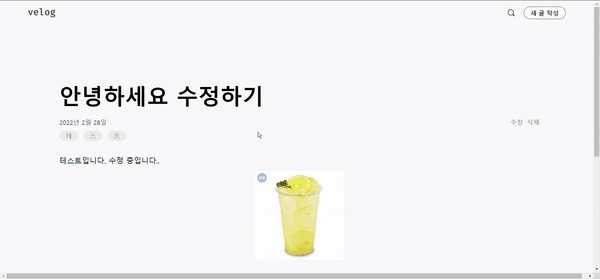 velog
새 글 작성
안녕하세요 수정하기
2022년 2월 28일
수정 삭제
테 스 트
테스트입니다. 수정 중입니다..